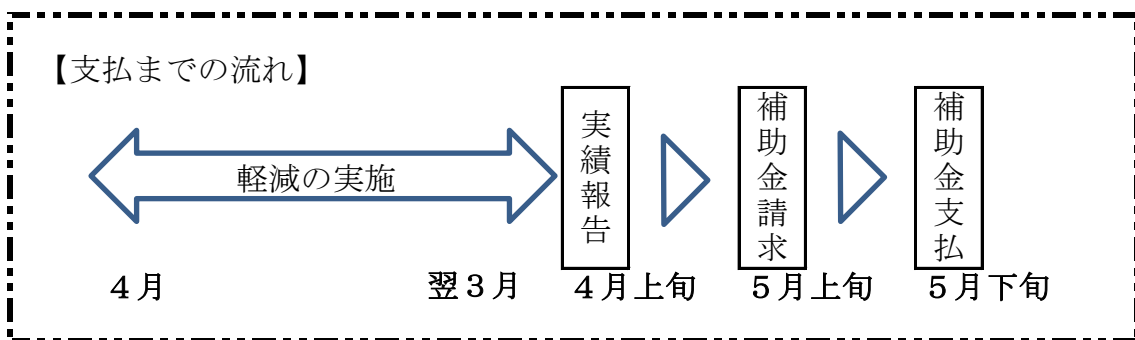 【支払までの流れ】
軽減の実施
実績報告
補助金請求
補助金支払
４月
翌３月
４月上旬
５月上旬
５月下旬